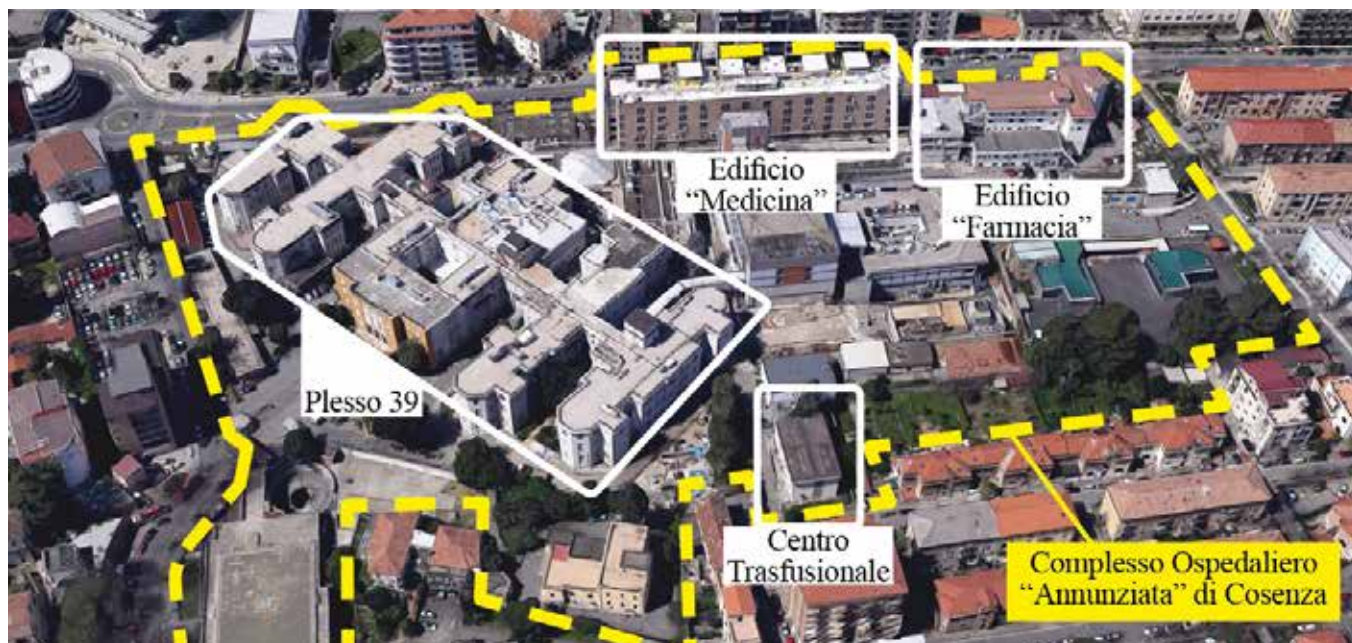 Edificio
“Medicina”
Edificio
“Farmacia”
Plesso 39
Centro
Trasfusionale
Complesso Ospedaliero
“Annunziata” di Cosenza